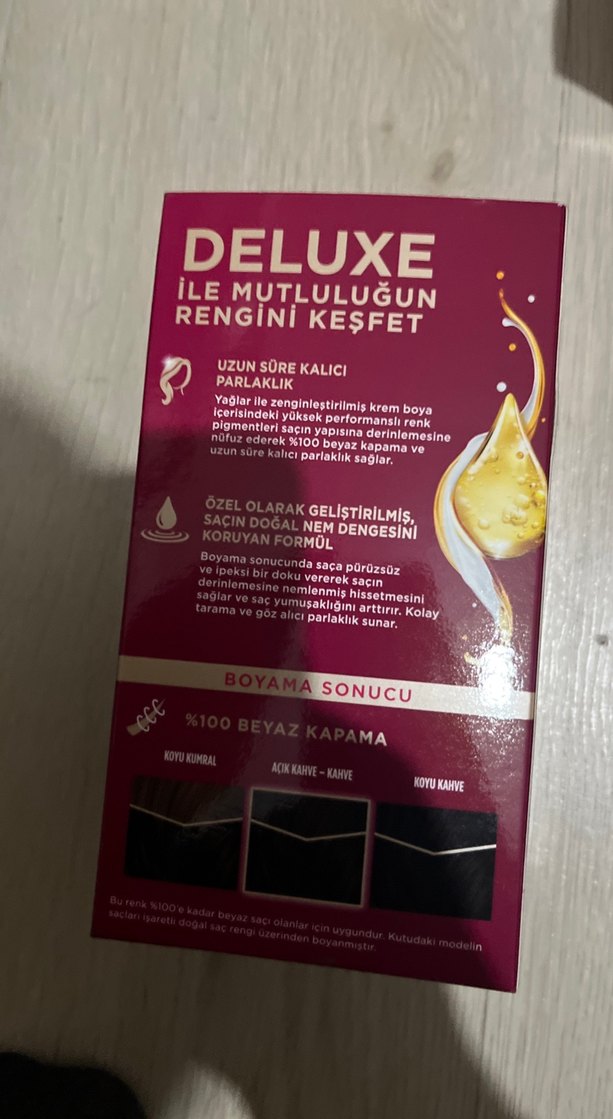 DELUXE
İLE MUTLULUĞUN
RENGİNİ KEŞFET
UZUN SÜRE KALICI
PARLAKLIK
Yağlar ile zenginleştirilmiş krem boya
içerisindeki yüksek performanslı renk
pigmentleri saçın yapısına derinlemesine
nüfuz ederek %100 beyaz kapama ve
uzun süre kalıcı parlaklık sağlar.
ÖZEL OLARAK GELİŞTİRİLMİŞ,
SAÇIN DOĞAL NEM DENGESİNİ
KORUYAN FORMÜL
Boyama sonucunda saça pürüzsüz
ve ipeksi bir doku vererek saçın
derinlemesine nemlenmiş hissetmesini
sağlar ve saç yumuşaklığını arttırır. Kolay
tarama ve göz alıcı parlaklık sunar.
BOYAMA SONUCU
%100 BEYAZ KAPAMA
KOYU KUMRAL
AÇIK KAHVE – KAHVE
KOYU KAHVE
Bu renk %100'e kadar beyaz saçı olanlar için uygundur. Kutudaki modelin
saçları işaretli doğal saç rengi üzerinden boyanmıştır.